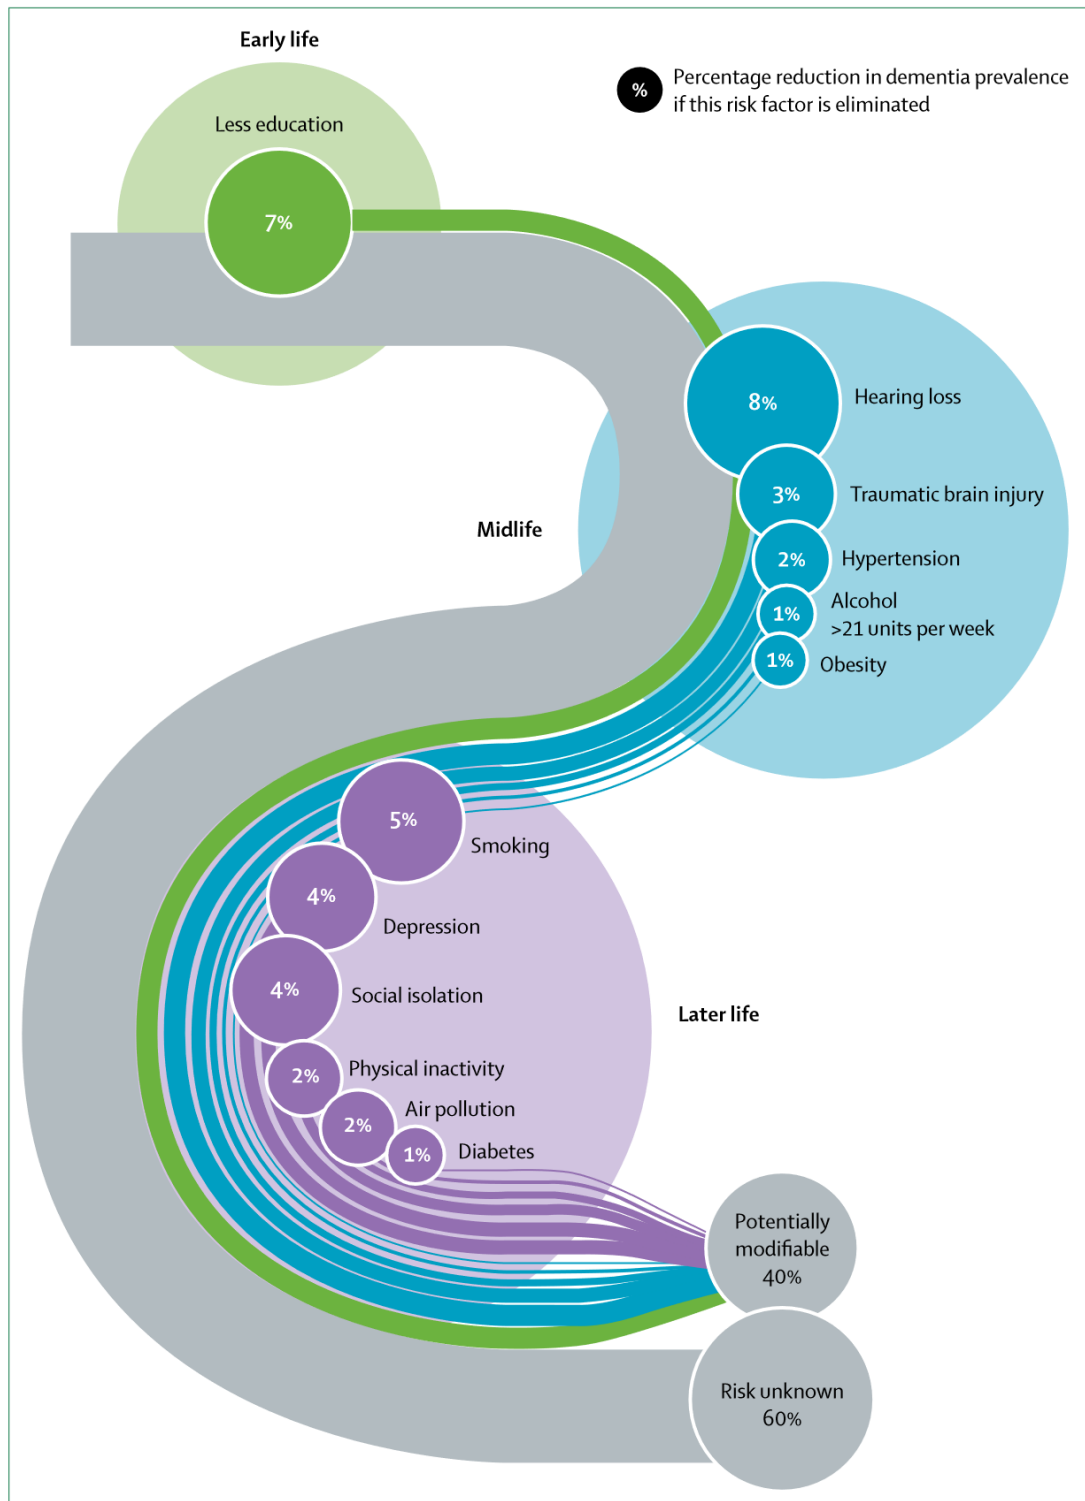 Early life
%
Percentage reduction in dementia prevalence
if this risk factor is eliminated
Less education
7%
8%
Hearing loss
3%
Traumatic brain injury
Midlife
2%
Hypertension
1%
Alcohol
>21 units per week
1%
Obesity
5%
Smoking
4%
Depression
4%
Social isolation
Later life
2%
Physical inactivity
2%
Air pollution
1%
Diabetes
Potentially
modifiable
40%
Risk unknown
60%